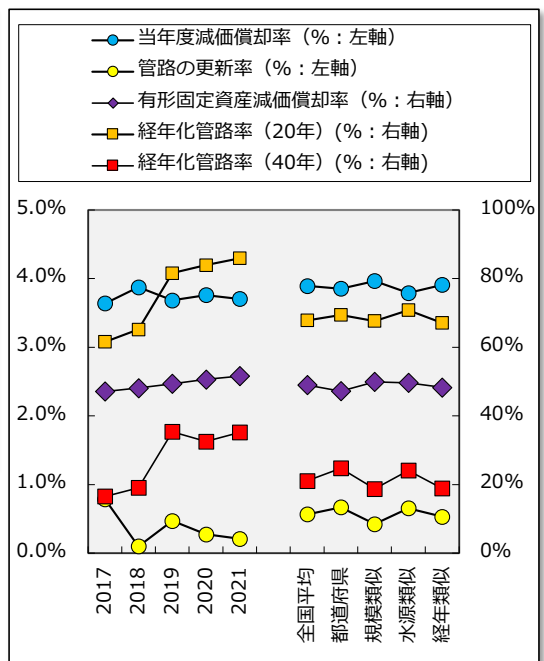 当年度減価償却率（%：左軸）
管路の更新率（%：左軸）
有形固定資産減価償却率（%：右軸）
経年化管路率（20年）(%：右軸)
経年化管路率（40年）(%：右軸)
5.0% 100%
4.0% 80%
3.0% 60%
2.0% 40%
1.0% 20%
0.0% 0%
2017
2018
2019
2020
2021
全国平均
都道府県
規模類似
水源類似
経年類似